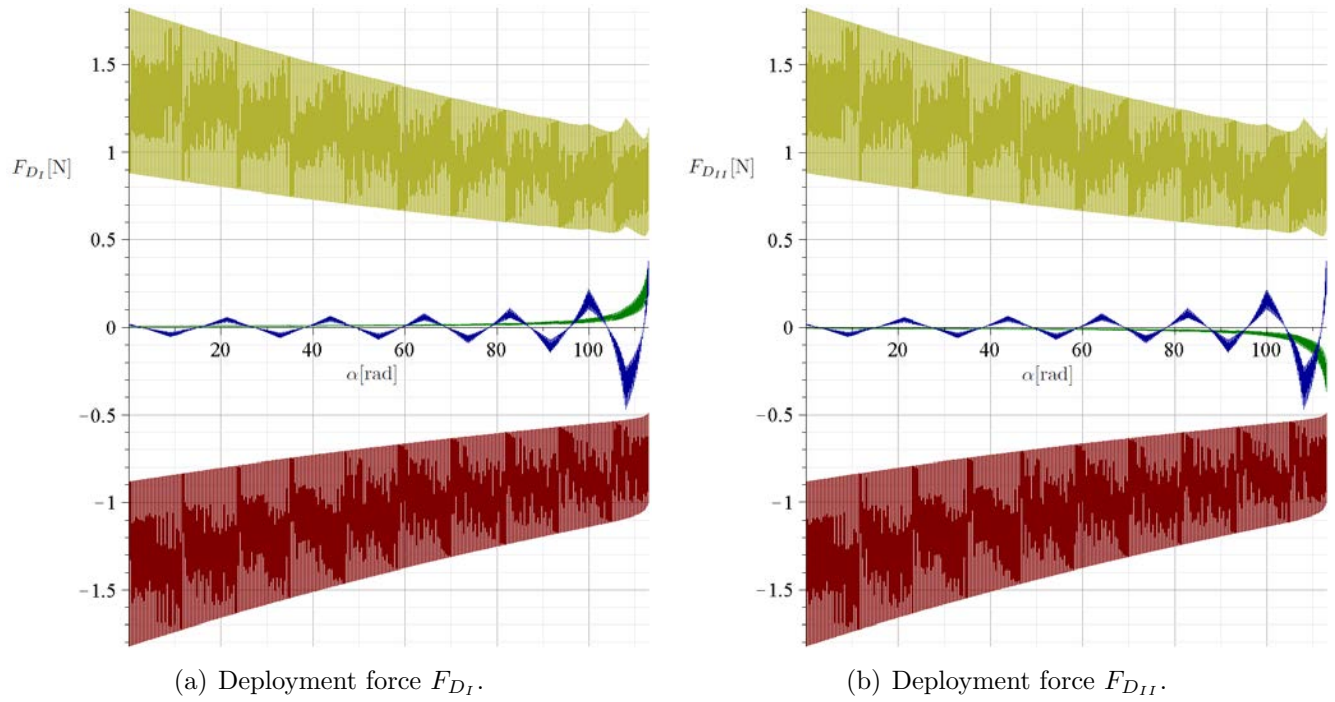 1.5
1
F_{D_I}[N]
0.5
0
20 40 60 80 100
α[rad]
−0.5
−1
−1.5
(a) Deployment force F_{D_I}.
1.5
1
F_{D_{II}}[N]
0.5
0
20 40 60 80 100
α[rad]
−0.5
−1
−1.5
(b) Deployment force F_{D_{II}}.